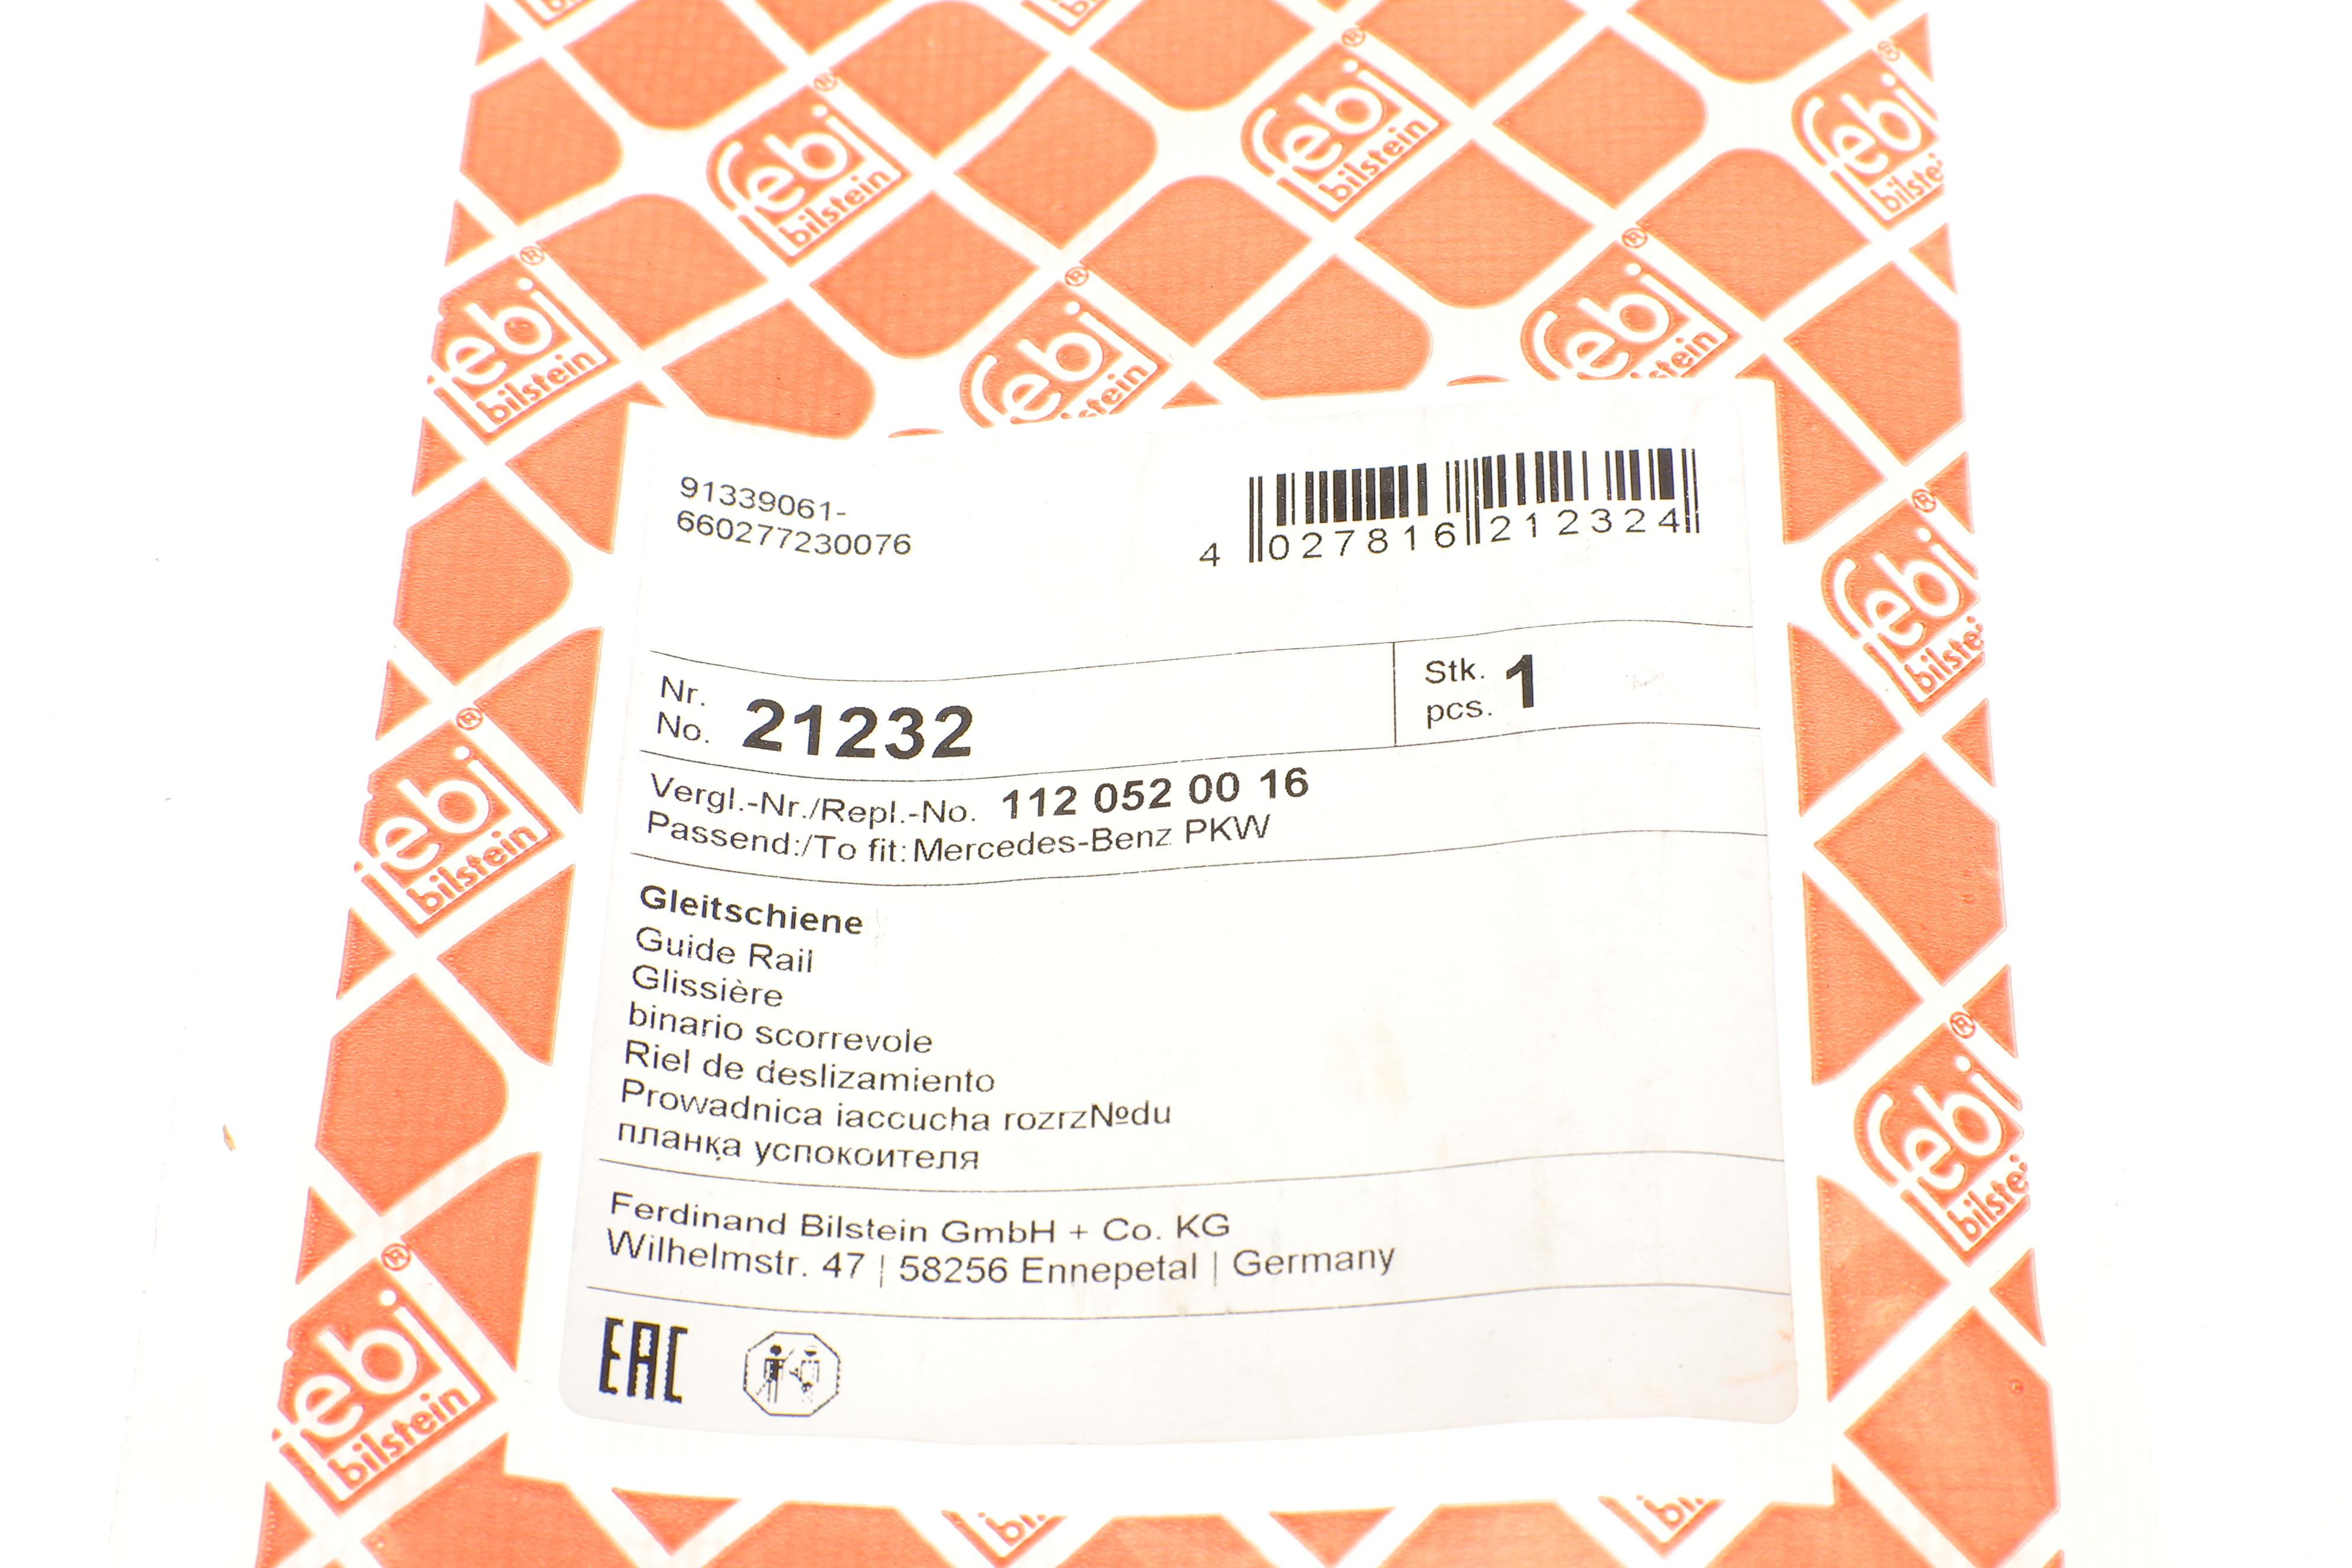 febi
bilstein
91339061-
660277230076
4 027816 212324
Nr.
No. 21232
Stk.
pcs. 1
Vergl.-Nr./Repl.-No. 112 052 00 16
Passend:/To fit: Mercedes-Benz PKW
Gleitschiene
Guide Rail
Glissière
binario scorrevole
Riel de deslizamiento
Prowadnica iaccucha rozrz№du
планка успокоителя
Ferdinand Bilstein GmbH + Co. KG
Wilhelmstr. 47 | 58256 Ennepetal | Germany
EAC